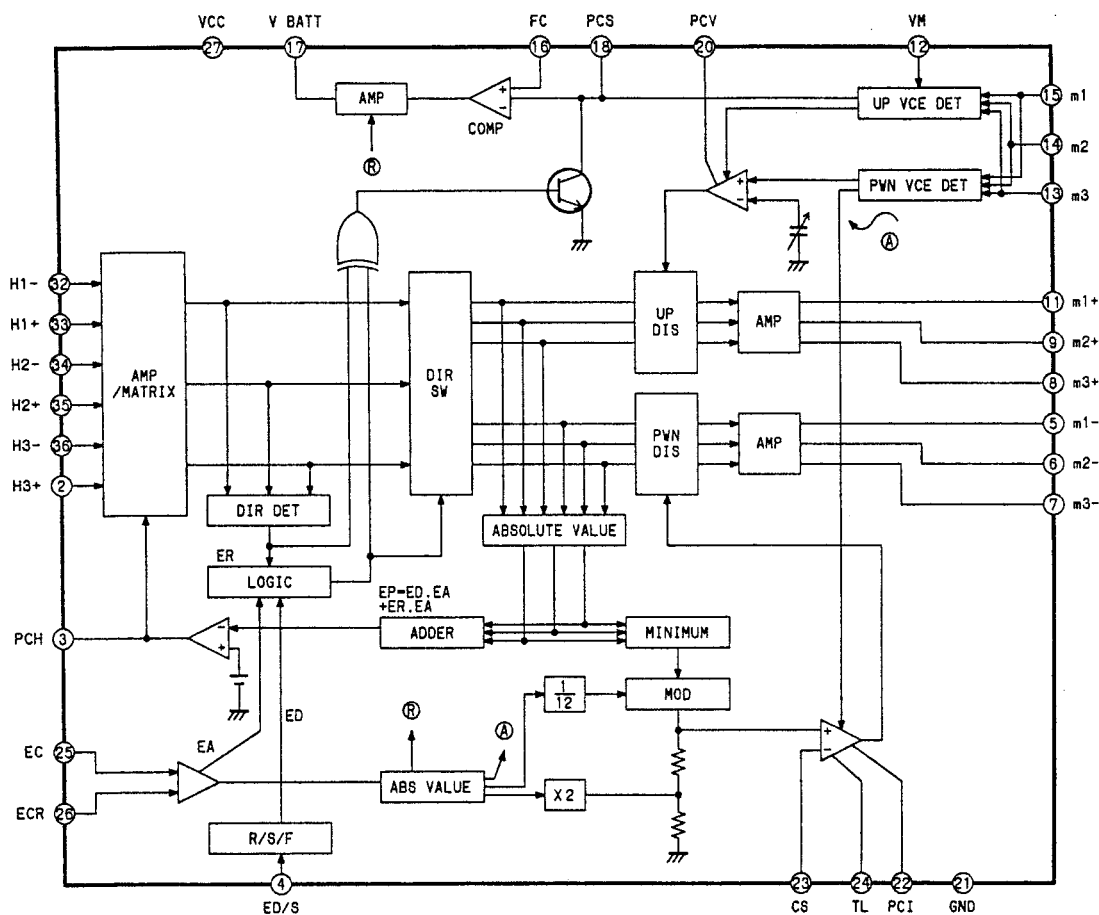 VCC
V BATT
FC
PCS
PCV
VM
27
17
16
18
20
12
AMP
+
-
COMP
UP VCE DET
15 m1
14 m2
R
+
-
PWN VCE DET
13 m3
A
H1- 32
H1+ 33
H2- 34
H2+ 35
H3- 36
H3+ 2
AMP
/MATRIX
DIR
SW
UP
DIS
AMP
11 m1+
9 m2+
8 m3+
PWN
DIS
AMP
5 m1-
6 m2-
7 m3-
DIR DET
ABSOLUTE VALUE
ER
LOGIC
EP=ED.EA
+ER.EA
ADDER
MINIMUM
PCH 3
-
+
1
12
MOD
ED
R
A
+
-
EC 25
EA
ABS VALUE
X2
ECR 26
R/S/F
4
ED/S
23
24
22
21
CS
TL
PCI
GND